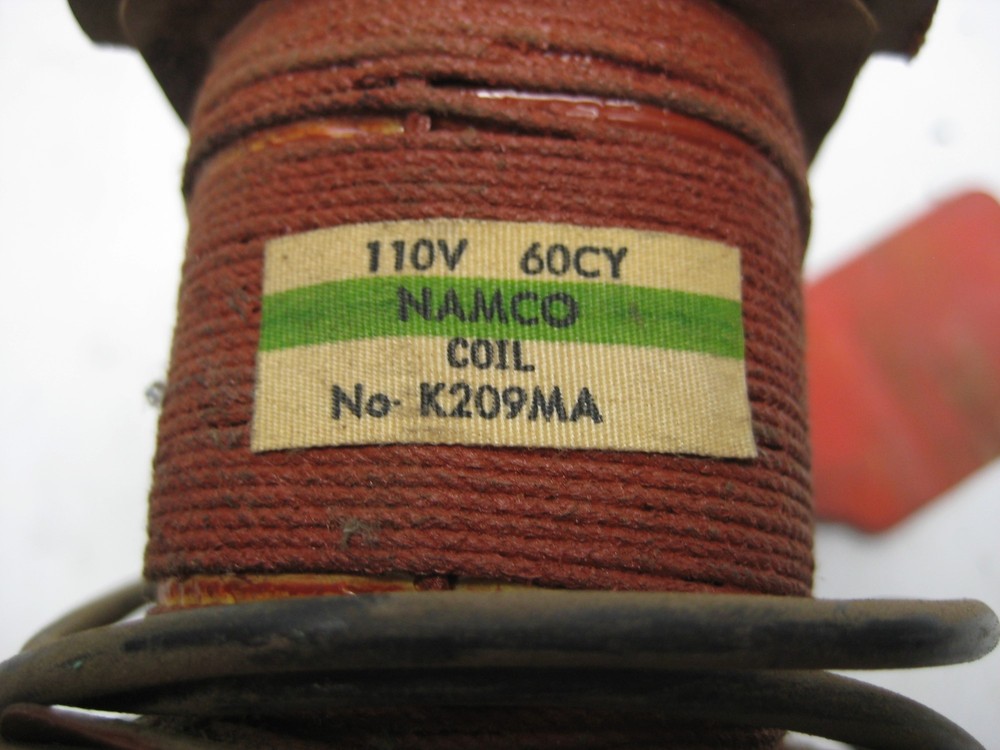 110V 60CY
NAMCO
COIL
No- K209MA